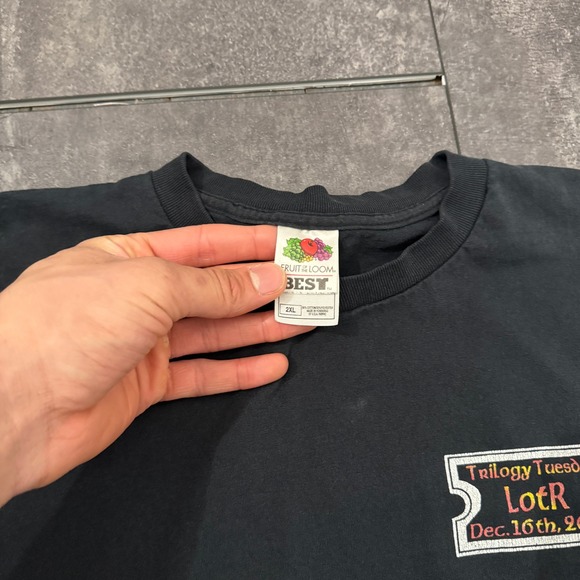 FRUIT OF THE LOOM
BEST
2XL
Trilogy Tuesd
LotR
Dec. 16th, 20